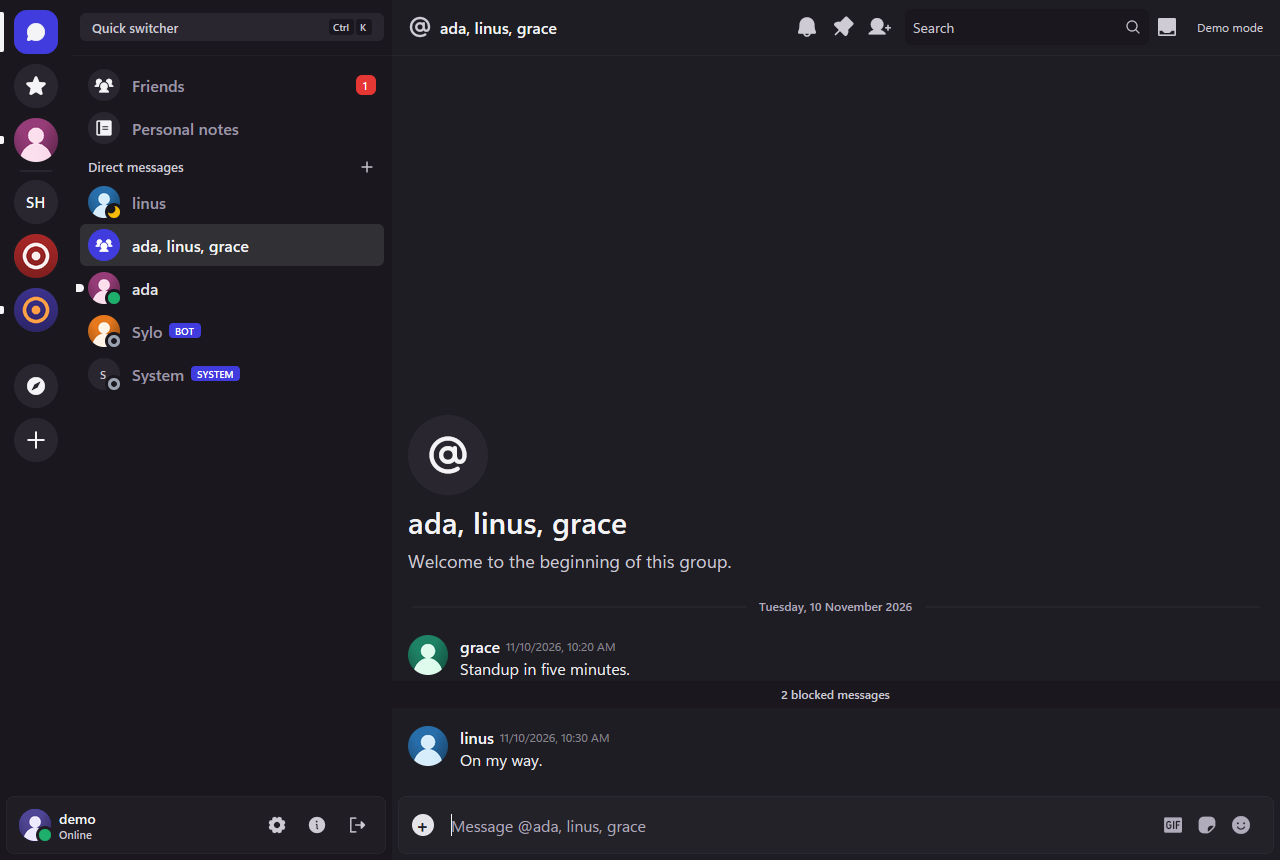 Quick switcher
Ctrl K
Friends
1
Personal notes
Direct messages
SH
linus
ada, linus, grace
ada
Sylo BOT
S
System SYSTEM
demo
Online
ada, linus, grace
Search
Demo mode
ada, linus, grace
Welcome to the beginning of this group.
Tuesday, 10 November 2026
grace 11/10/2026, 10:20 AM
Standup in five minutes.
2 blocked messages
linus 11/10/2026, 10:30 AM
On my way.
Message @ada, linus, grace
GIF